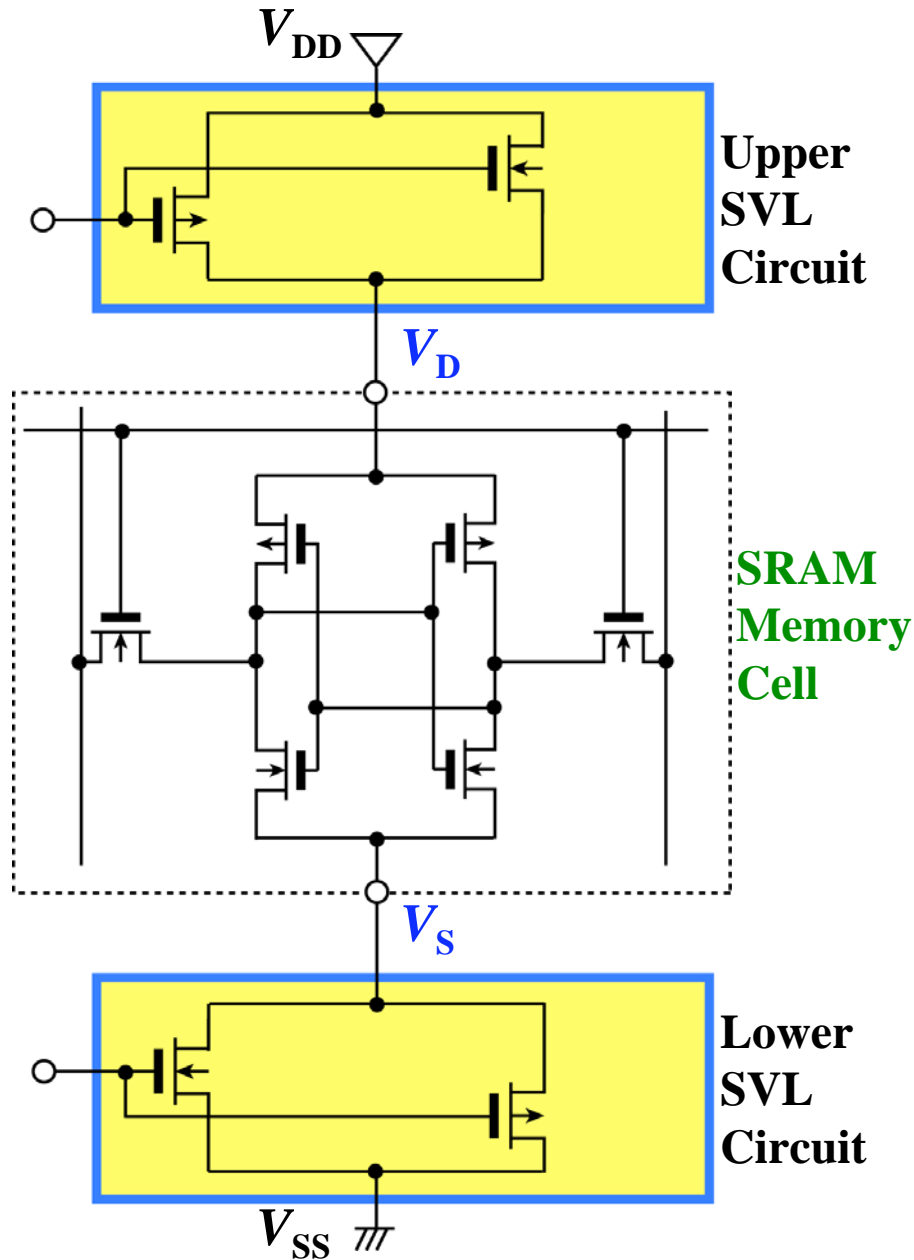 VDD
Upper
SVL
Circuit
VD
SRAM
Memory
Cell
VS
Lower
SVL
Circuit
VSS